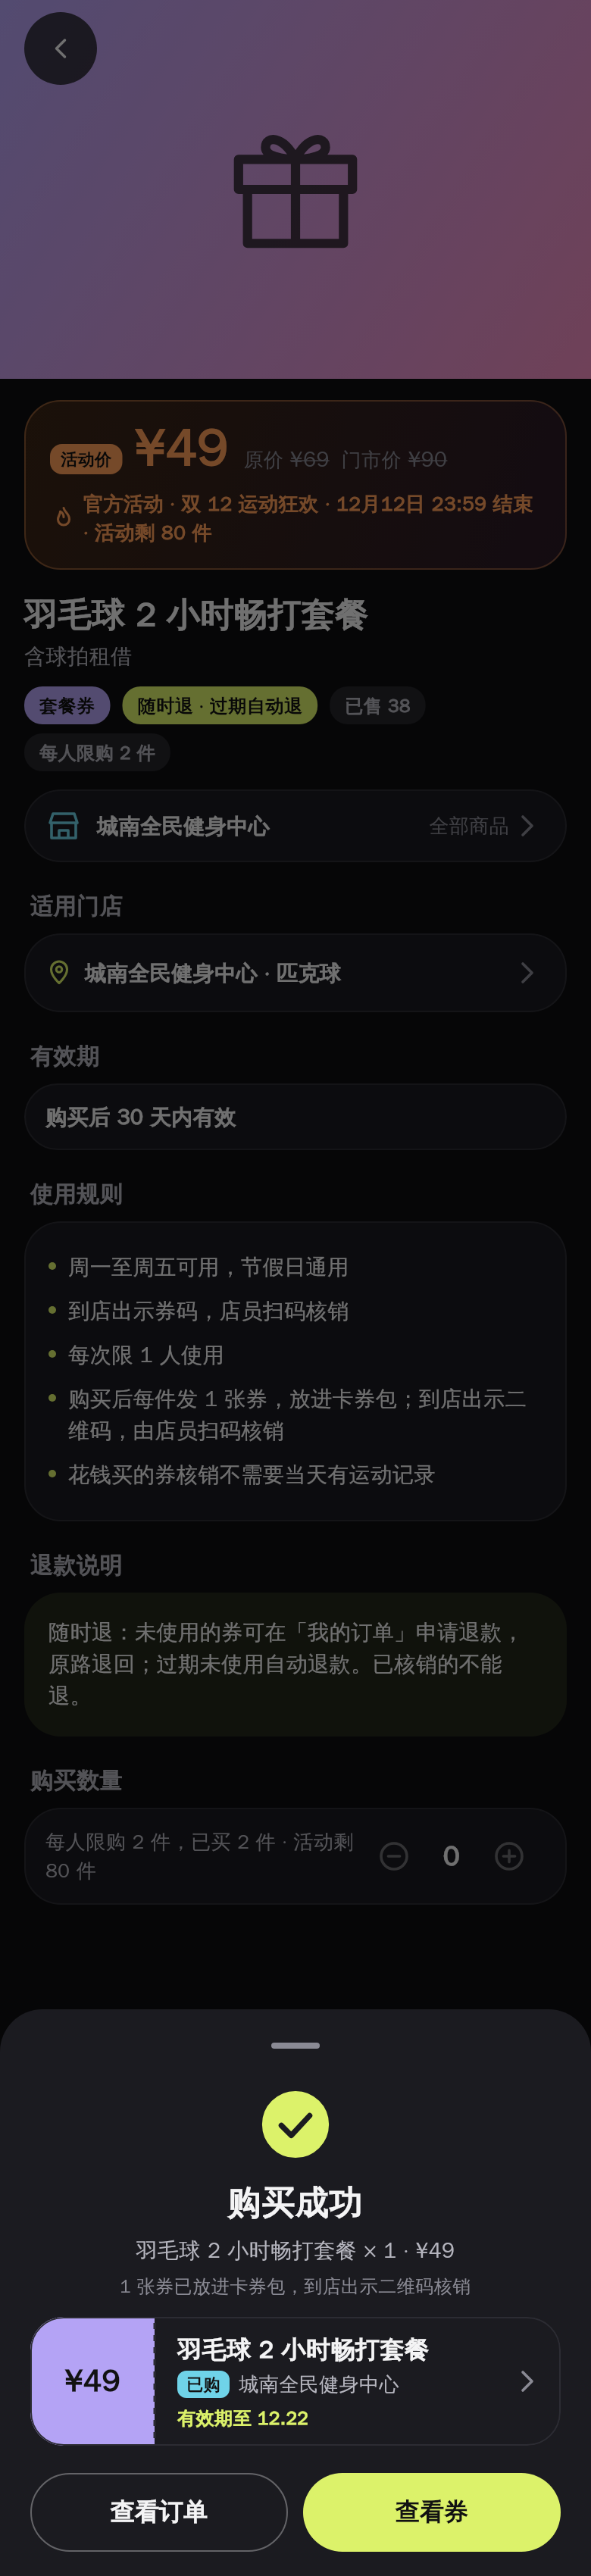 活动价 ¥49 原价 ¥69 门市价 ¥90
官方活动 · 双 12 运动狂欢 · 12月12日 23:59 结束
· 活动剩 80 件
羽毛球 2 小时畅打套餐
含球拍租借
套餐券 随时退 · 过期自动退 已售 38
每人限购 2 件
城南全民健身中心 全部商品
适用门店
城南全民健身中心 · 匹克球
有效期
购买后 30 天内有效
使用规则
周一至周五可用，节假日通用
到店出示券码，店员扫码核销
每次限 1 人使用
购买后每件发 1 张券，放进卡券包；到店出示二
维码，由店员扫码核销
花钱买的券核销不需要当天有运动记录
退款说明
随时退：未使用的券可在「我的订单」申请退款，
原路退回；过期未使用自动退款。已核销的不能
退。
购买数量
每人限购 2 件，已买 2 件 · 活动剩
80 件
0
购买成功
羽毛球 2 小时畅打套餐 × 1 · ¥49
1 张券已放进卡券包，到店出示二维码核销
¥49
羽毛球 2 小时畅打套餐
已购 城南全民健身中心
有效期至 12.22
查看订单 查看券